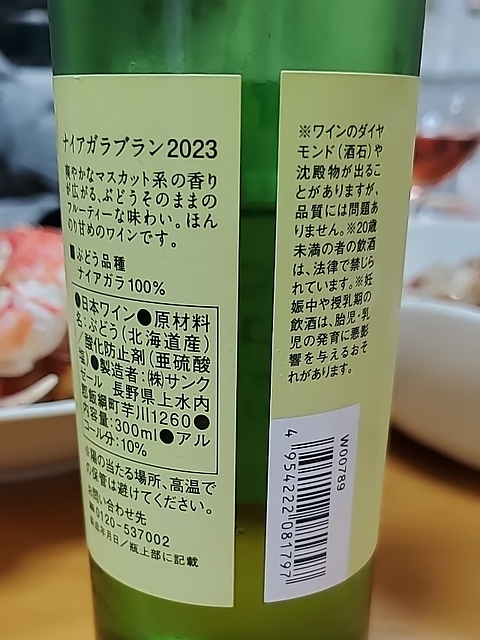 ナイアガラブラン2023
爽やかなマスカット系の香り
が広がる、ぶどうそのままの
フルーティーな味わい。ほん
のり甘めのワインです。
■ぶどう品種
ナイアガラ100%
●日本ワイン●原材料
名:ぶどう(北海道産)
/酸化防止剤(亜硫酸
塩)●製造者:㈱サンク
ゼール 長野県上水内
郡飯綱町芋川1260●
内容量:300ml●アル
コール分:10%
※陽の当たる場所、高温で
の保管は避けてください。
お問い合わせ先
0120-537002
年月日/瓶上部に記載
※ワインのダイヤ
モンド(酒石)や
沈殿物が出るこ
とがありますが、
品質には問題あ
りません。※20歳
未満の者の飲酒
は、法律で禁じら
れています。※妊
娠中や授乳期の
飲酒は、胎児・乳
児の発育に悪影
響を与えるおそ
れがあります。
W00789
4954222081797